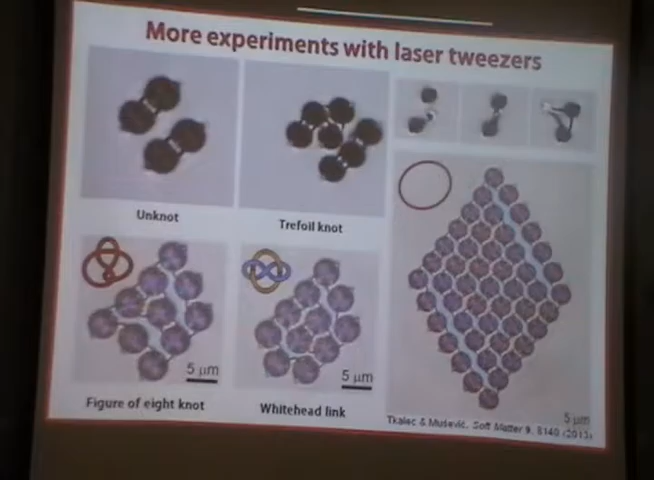 More experiments with laser tweezers
Unknot
Trefoil knot
5 µm
5 µm
Figure of eight knot
Whitehead link
5 µm
Tkalec & Muševič, Soft Matter 9, 8140 (2013)